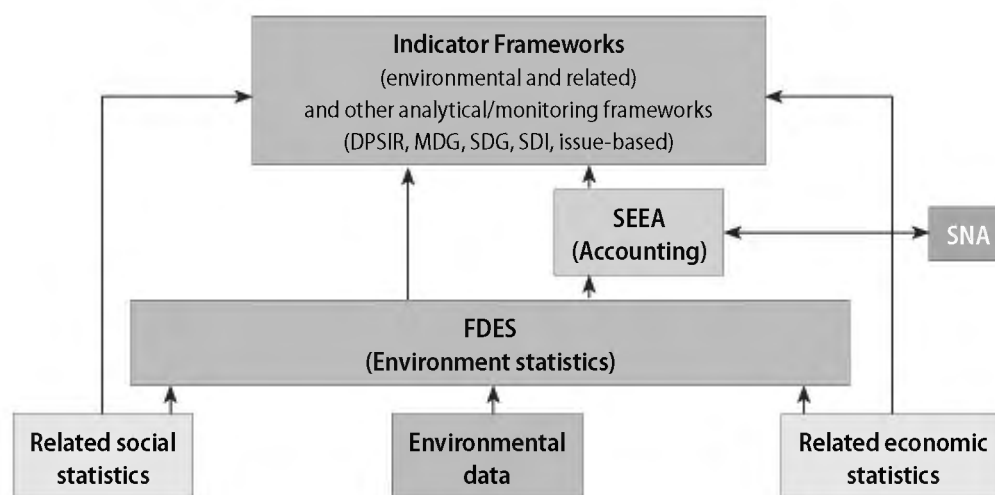 Indicator Frameworks
(environmental and related)
and other analytical/monitoring frameworks
(DPSIR, MDG, SDG, SDI, issue-based)
SEEA
(Accounting)
SNA
FDES
(Environment statistics)
Related social
statistics
Environmental
data
Related economic
statistics